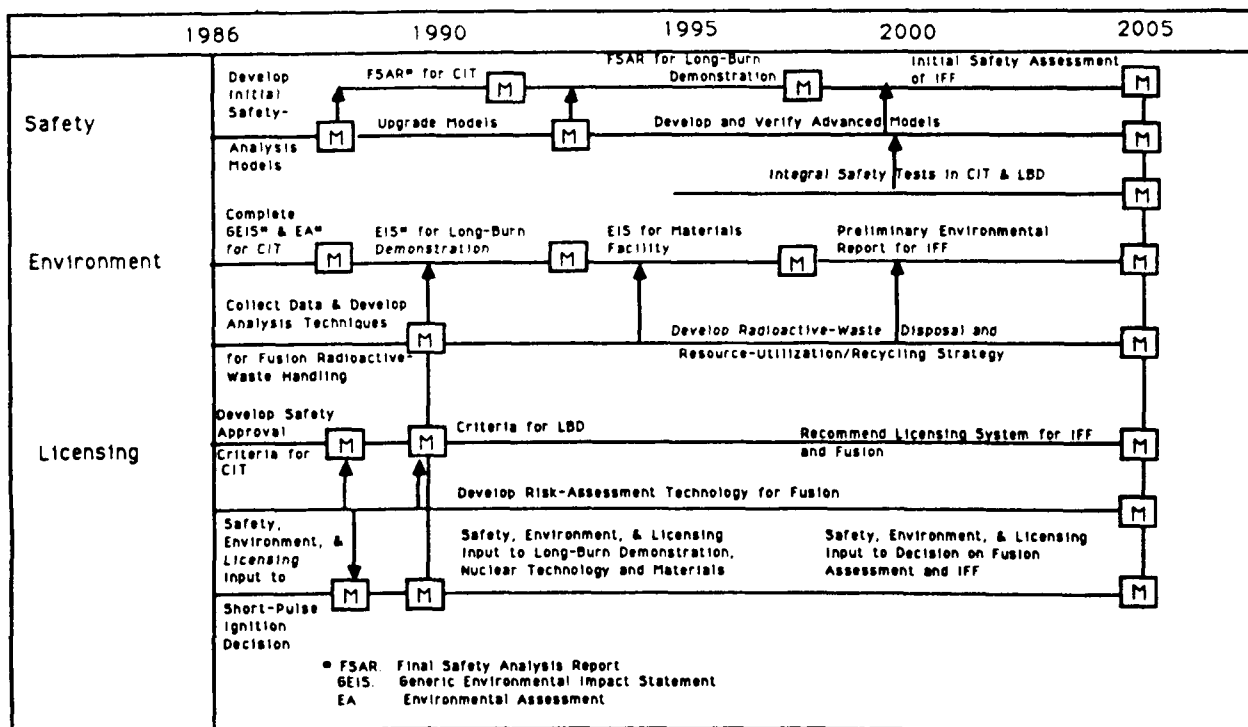 1986 1990 1995 2000 2005
Safety
Develop
Initial
Safety-
Analysis
Models
FSAR* for CIT
M
FSAR for Long-Burn
Demonstration
M
Initial Safety Assessment
of IFF
M
M
Upgrade Models
M
Develop and Verify Advanced Models
M
Integral Safety Tests in CIT & LBD
M
Environment
Complete
GEIS* & EA*
for CIT
M
EIS* for Long-Burn
Demonstration
M
EIS for Materials
Facility
M
Preliminary Environmental
Report for IFF
M
Collect Data & Develop
Analysis Techniques
for Fusion Radioactive-
Waste Handling
M
Develop Radioactive-Waste Disposal and
Resource-Utilization/Recycling Strategy
M
Licensing
Develop Safety
Approval
Criteria for
CIT
M
M
Criteria for LBD
Recommend Licensing System for IFF
and Fusion
M
Develop Risk-Assessment Technology for Fusion
M
Safety,
Environment, &
Licensing
Input to
Short-Pulse
Ignition
Decision
M
M
Safety, Environment, & Licensing
Input to Long-Burn Demonstration,
Nuclear Technology and Materials
Safety, Environment, & Licensing
Input to Decision on Fusion
Assessment and IFF
M
* FSAR. Final Safety Analysis Report
GEIS. Generic Environmental Impact Statement
EA Environmental Assessment